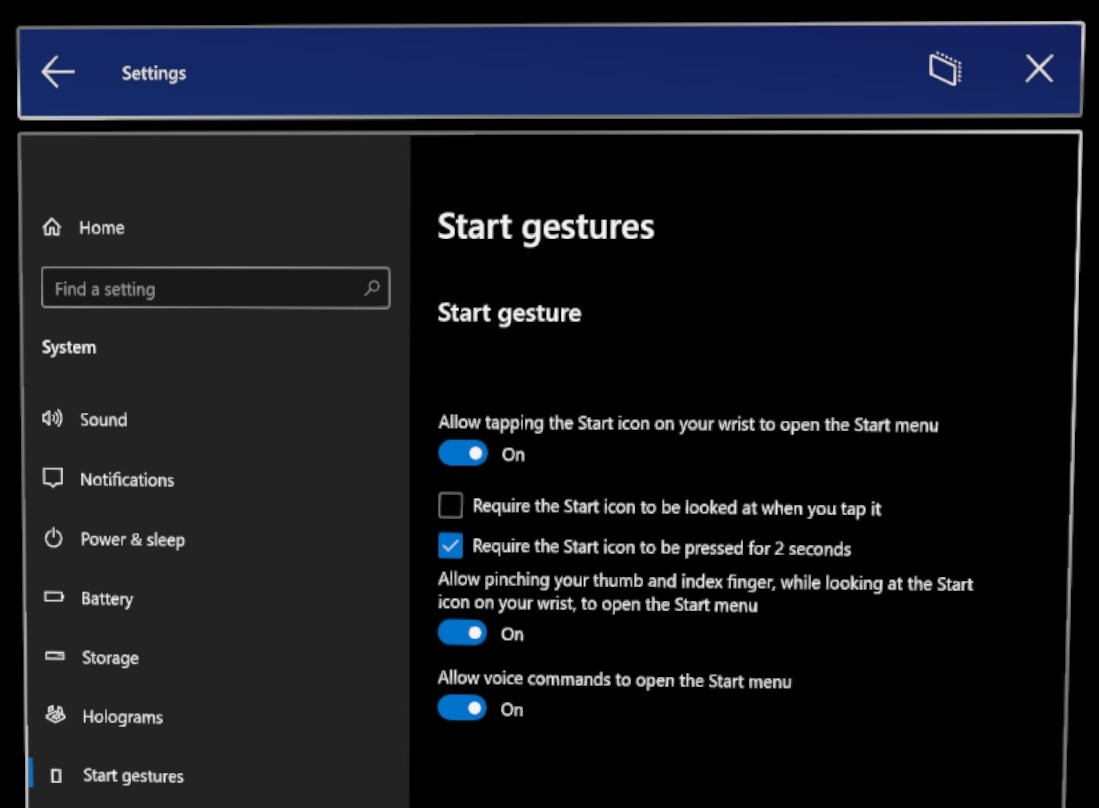 Settings
Home
Find a setting
System
Sound
Notifications
Power & sleep
Battery
Storage
Holograms
Start gestures
Start gestures
Start gesture
Allow tapping the Start icon on your wrist to open the Start menu
On
Require the Start icon to be looked at when you tap it
Require the Start icon to be pressed for 2 seconds
Allow pinching your thumb and index finger, while looking at the Start
icon on your wrist, to open the Start menu
On
Allow voice commands to open the Start menu
On